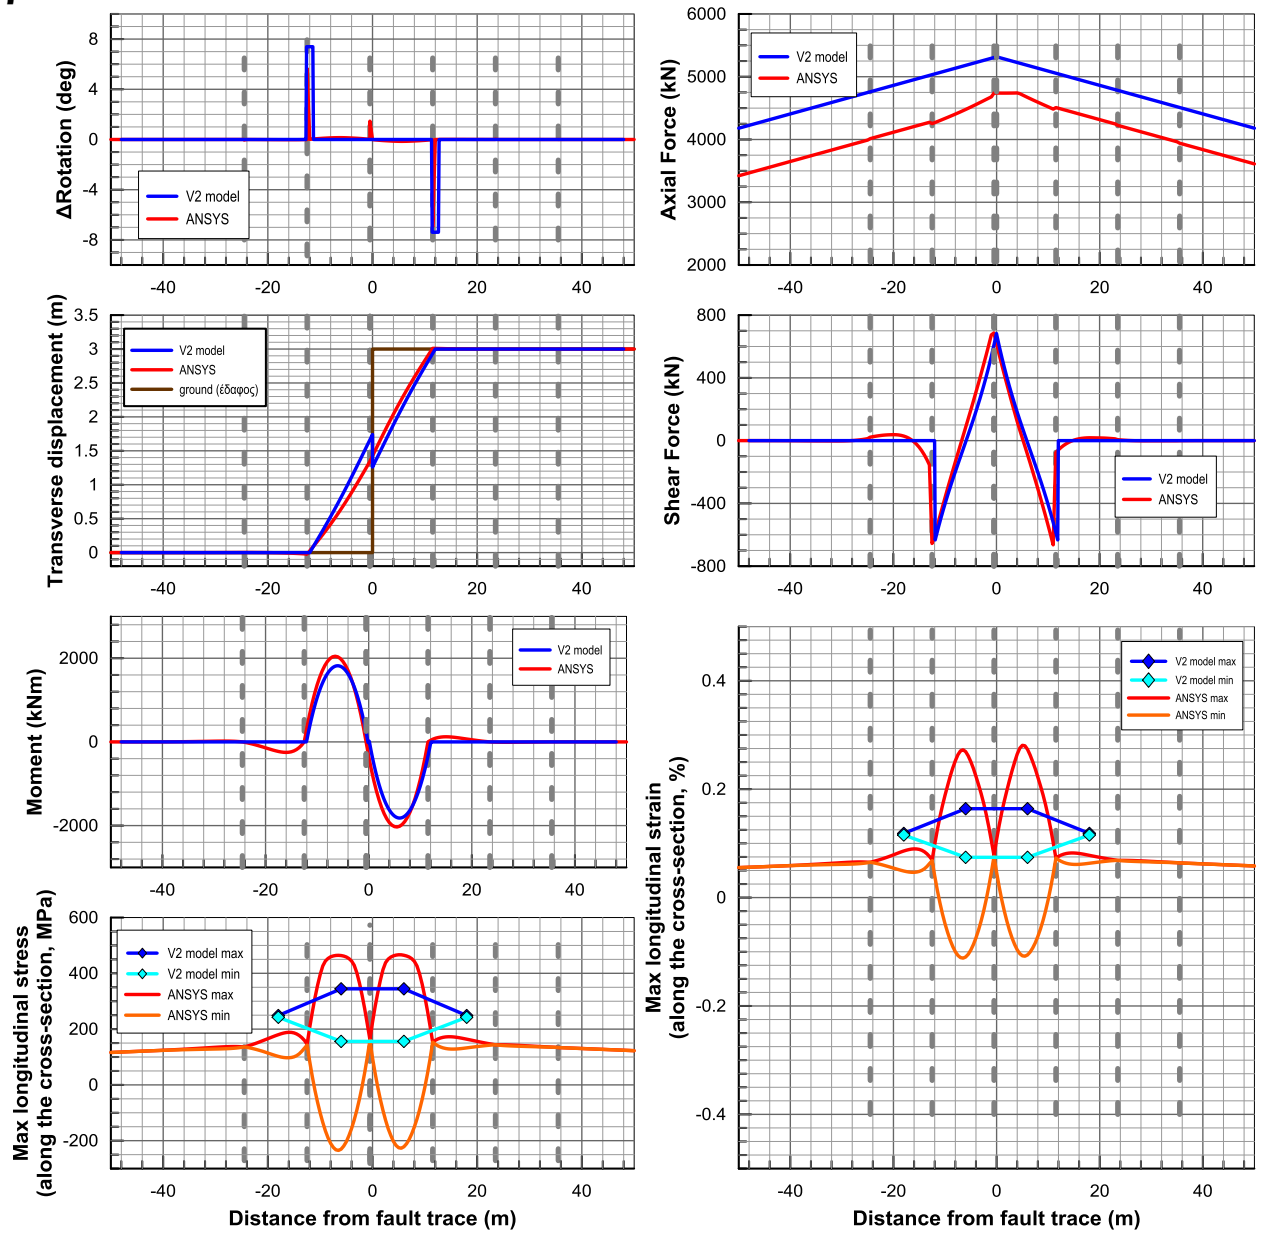 8
4
0
-4
-8
ΔRotation (deg)
V2 model
ANSYS
-40
-20
0
20
40
6000
5000
4000
3000
2000
Axial Force (kN)
V2 model
ANSYS
-40
-20
0
20
40
3.5
3
2.5
2
1.5
1
0.5
0
Transverse displacement (m)
V2 model
ANSYS
ground (έδαφος)
-40
-20
0
20
40
800
400
0
-400
-800
Shear Force (kN)
V2 model
ANSYS
-40
-20
0
20
40
2000
0
-2000
Moment (kNm)
V2 model
ANSYS
-40
-20
0
20
40
600
400
200
0
-200
Max longitudinal stress
(along the cross-section, MPa)
V2 model max
V2 model min
ANSYS max
ANSYS min
-40
-20
0
20
40
Distance from fault trace (m)
0.4
0.2
0
-0.2
-0.4
Max longitudinal strain
(along the cross-section, %)
V2 model max
V2 model min
ANSYS max
ANSYS min
-40
-20
0
20
40
Distance from fault trace (m)